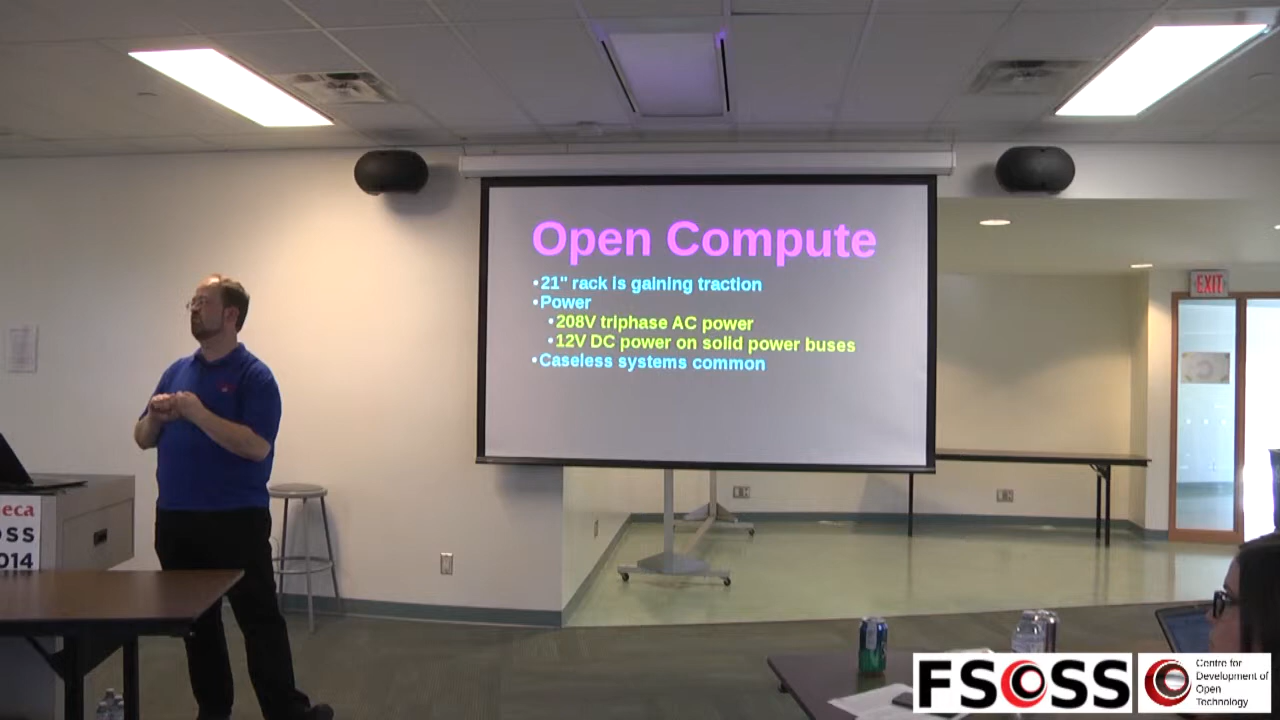 Open Compute
•21" rack is gaining traction
•Power
•208V triphase AC power
•12V DC power on solid power buses
•Caseless systems common
EXIT
eca
OSS
014
FSOSS
Centre for
Development of
Open
Technology